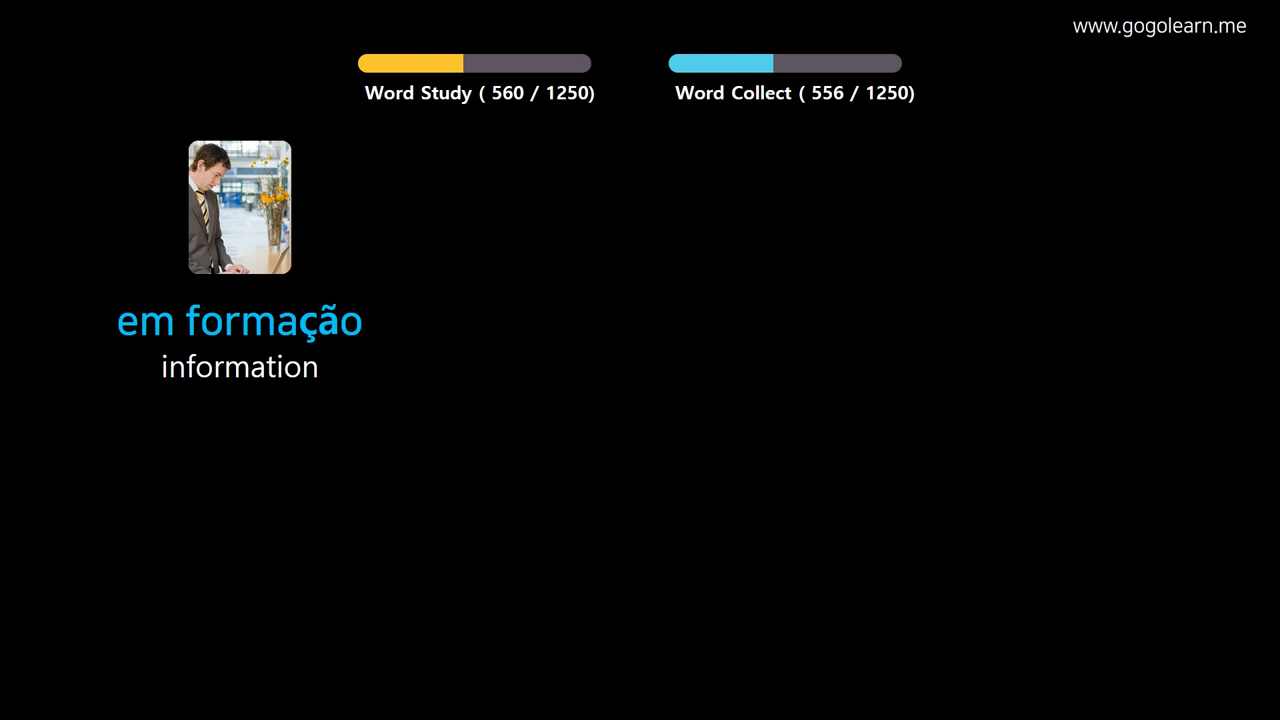 www.gogolearn.me
Word Study ( 560 / 1250)
Word Collect ( 556 / 1250)
em formação
information